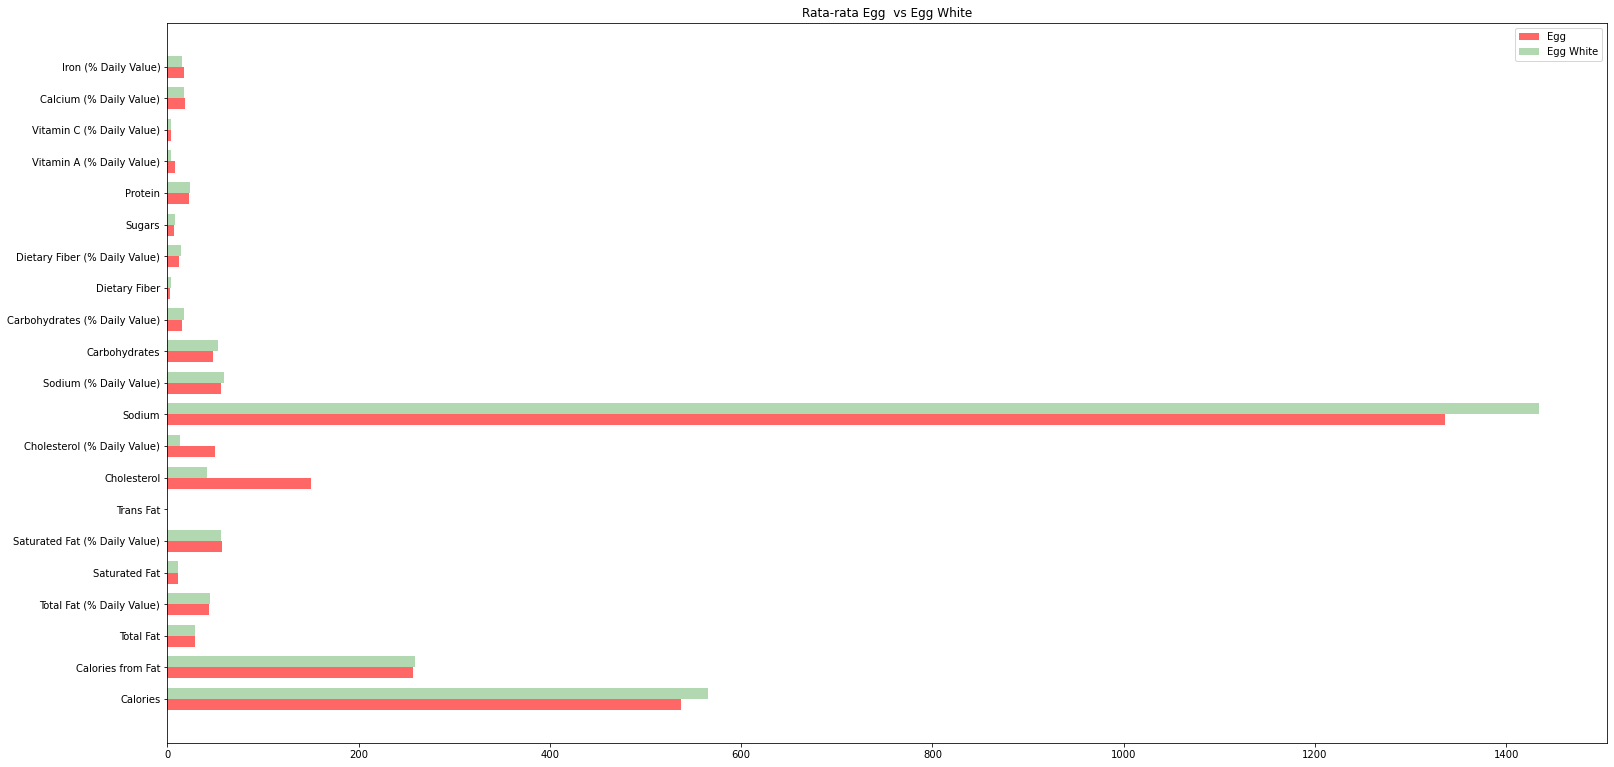 Rata-rata Egg  vs Egg White
Egg
Egg White
Iron (% Daily Value)
Calcium (% Daily Value)
Vitamin C (% Daily Value)
Vitamin A (% Daily Value)
Protein
Sugars
Dietary Fiber (% Daily Value)
Dietary Fiber
Carbohydrates (% Daily Value)
Carbohydrates
Sodium (% Daily Value)
Sodium
Cholesterol (% Daily Value)
Cholesterol
Trans Fat
Saturated Fat (% Daily Value)
Saturated Fat
Total Fat (% Daily Value)
Total Fat
Calories from Fat
Calories
0 200 400 600 800 1000 1200 1400